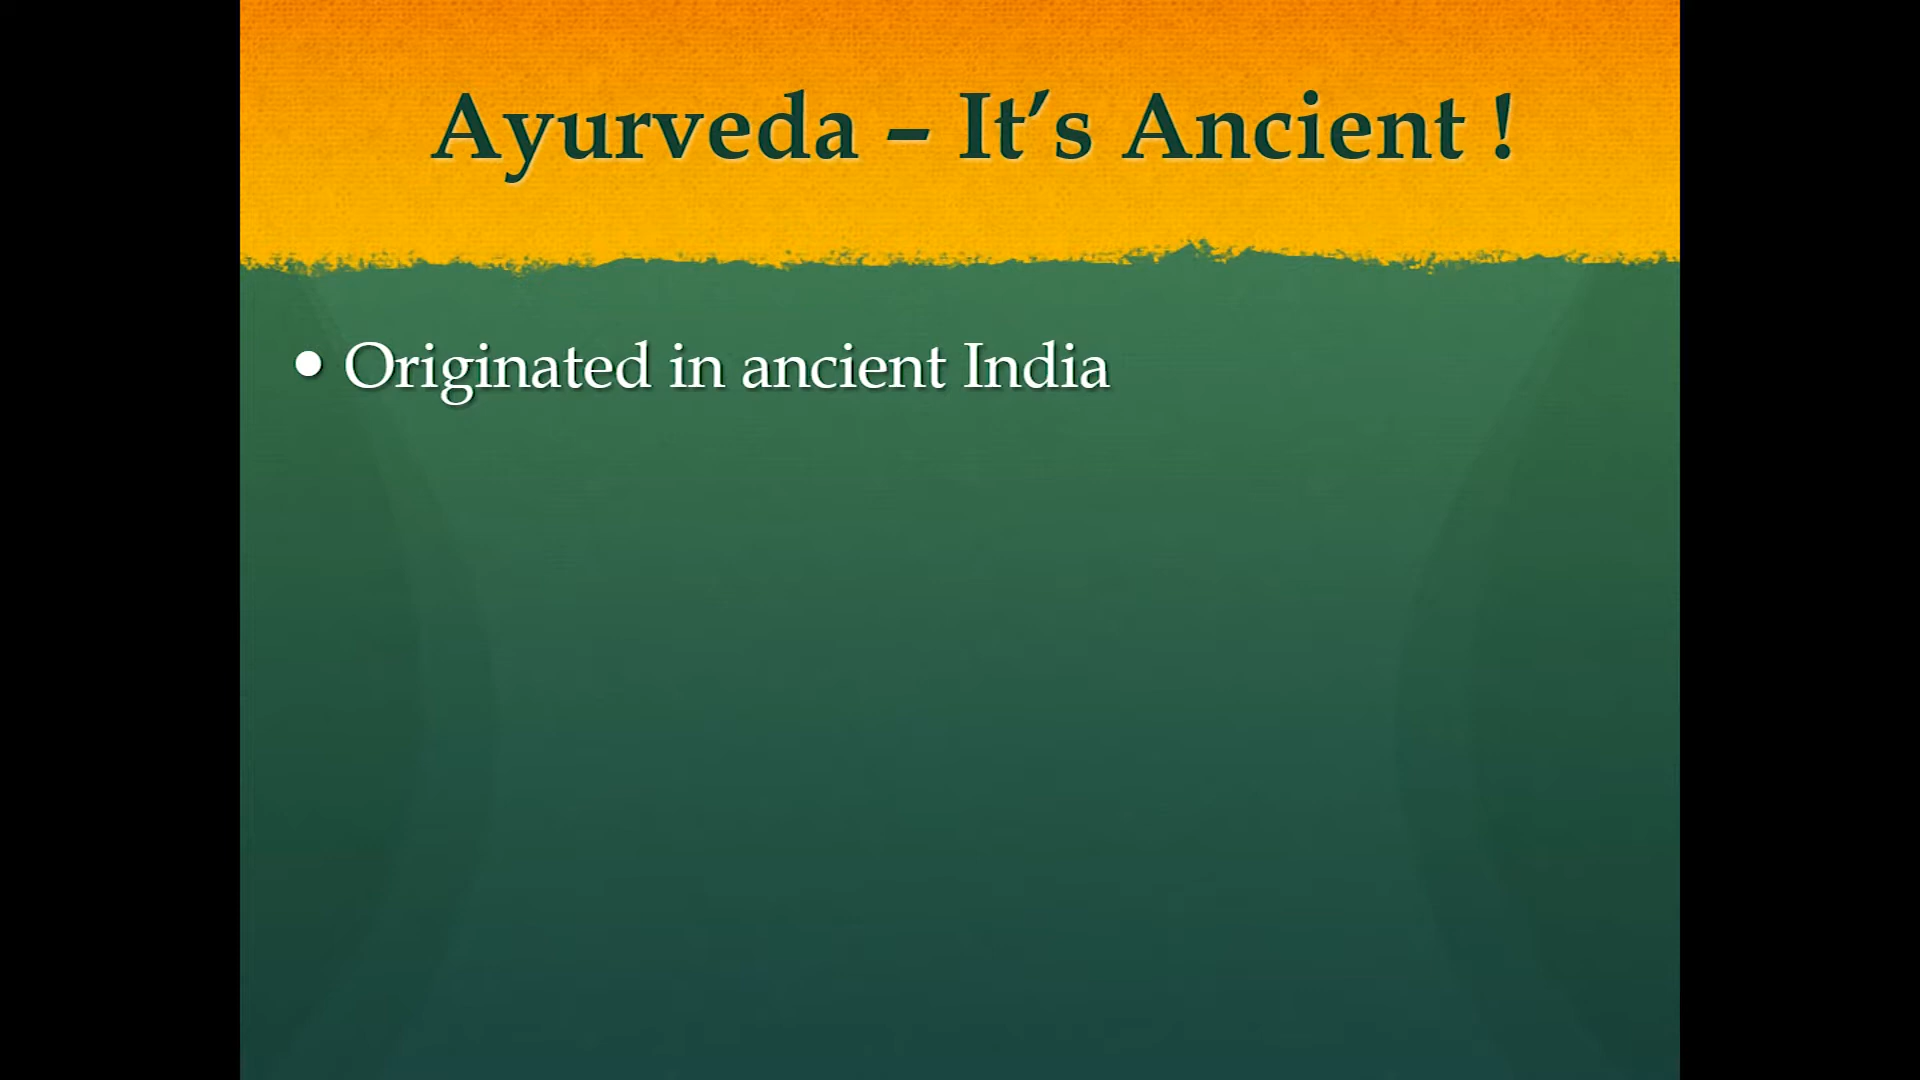 Ayurveda – It’s Ancient !
• Originated in ancient India